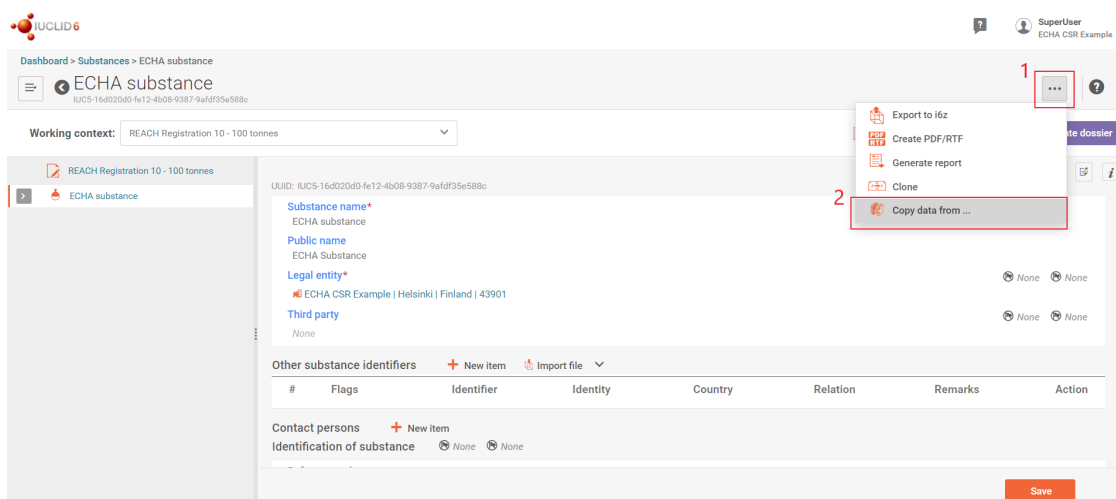 IUCLID 6
SuperUser
ECHA CSR Example
Dashboard > Substances > ECHA substance
1
ECHA substance
IUC5-16d020d0-fe12-4b08-9387-9afdf35e588c
Export to i6z
Working context: REACH Registration 10 - 100 tonnes
PDF RTF Create PDF/RTF
te dossier
Generate report
REACH Registration 10 - 100 tonnes
UUID: IUC5-16d020d0-fe12-4b08-9387-9afdf35e588c
Clone
ECHA substance
2
Copy data from ...
Substance name*
ECHA substance
Public name
ECHA Substance
Legal entity*
None None
ECHA CSR Example | Helsinki | Finland | 43901
Third party
None None
None
Other substance identifiers + New item Import file
# Flags Identifier Identity Country Relation Remarks Action
Contact persons + New item
Identification of substance None None
Save